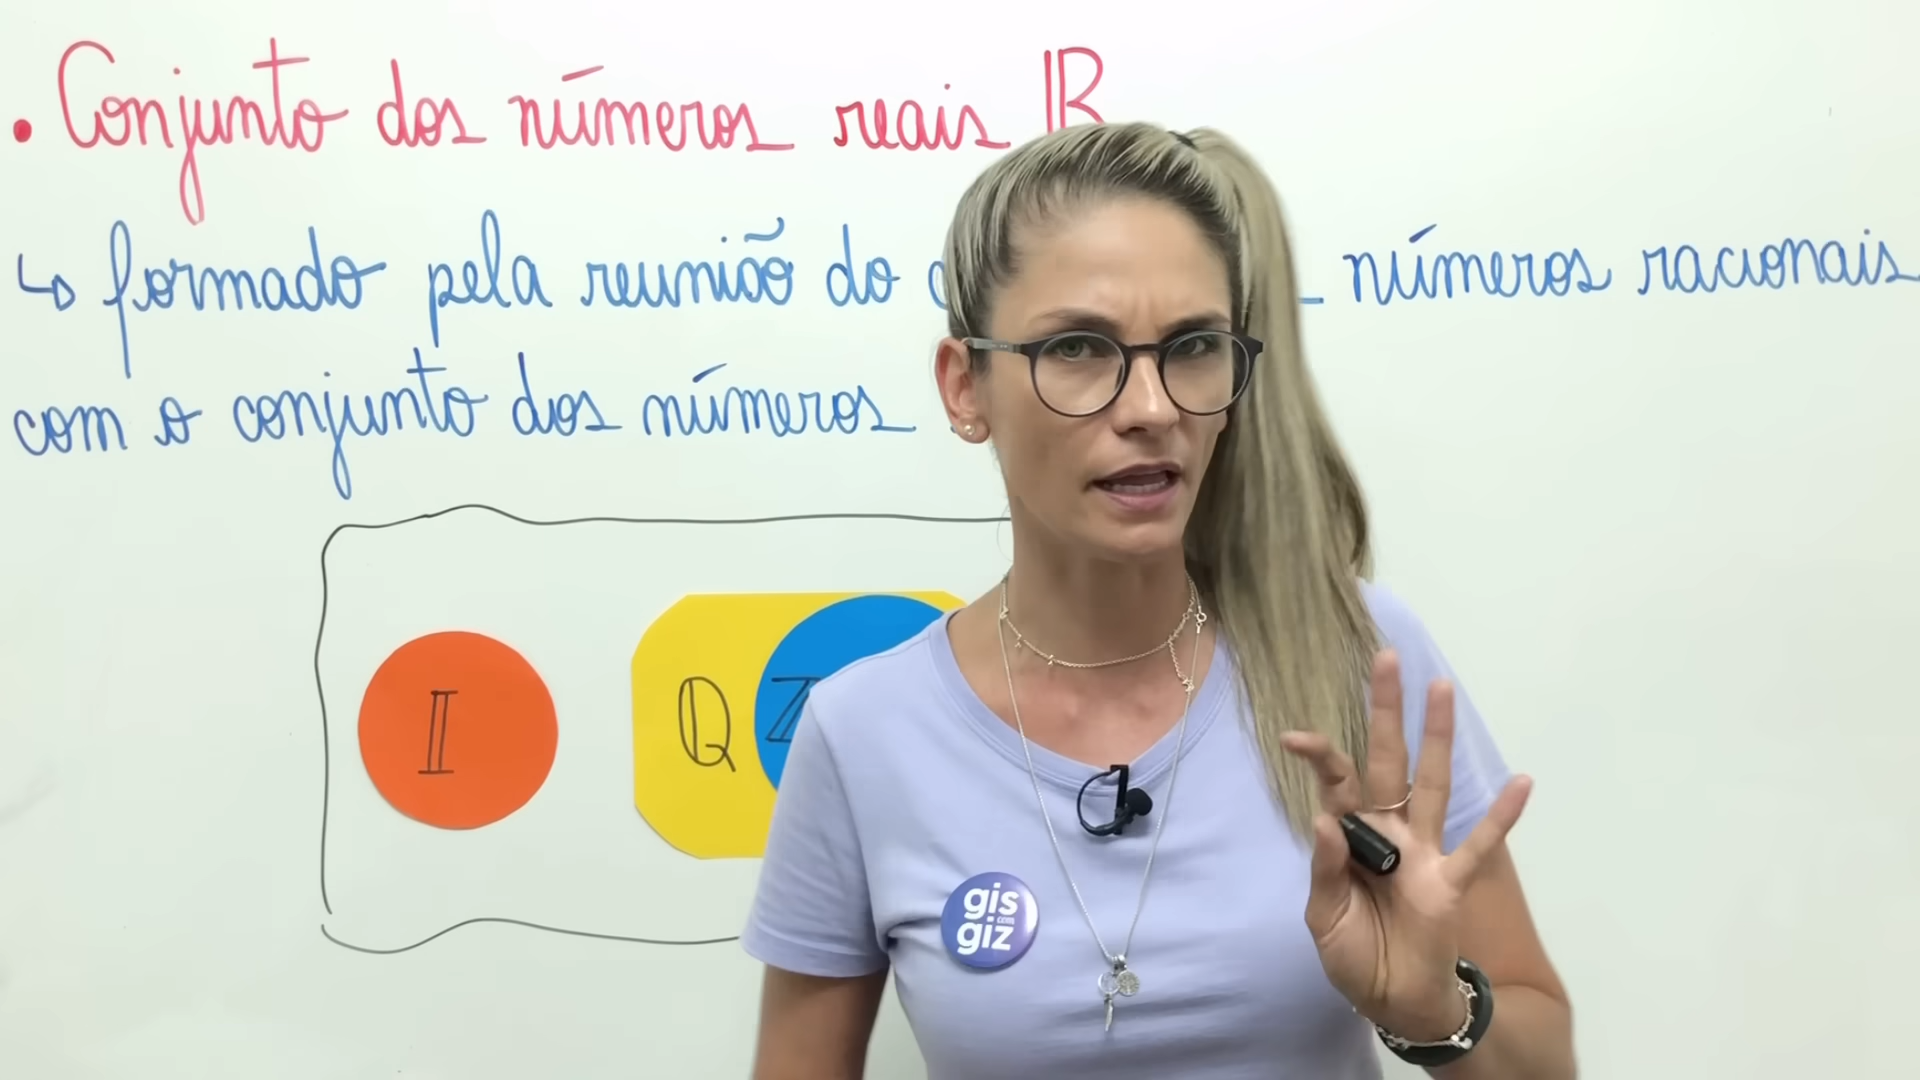 • Conjunto dos números reais ℝ
↳ formado pela reunião do números racionais
com o conjunto dos números
𝕀
ℚ
ℤ
gis
com
giz